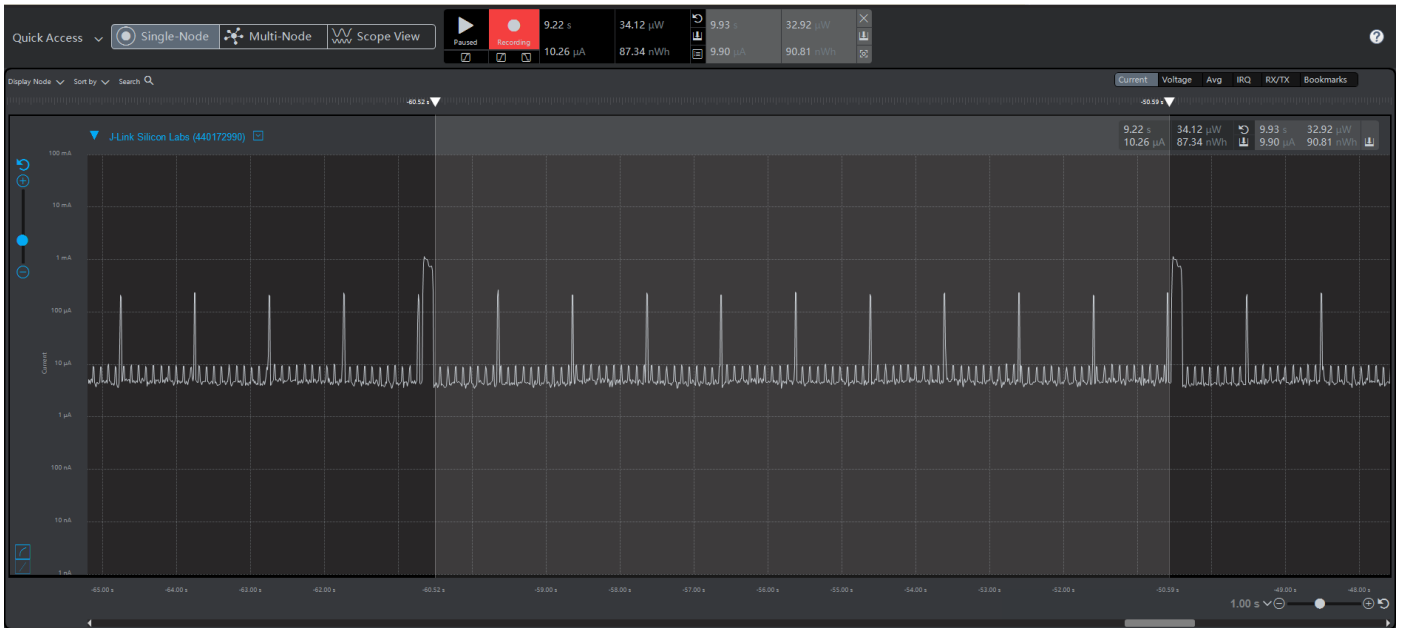 9.22 s 34.12 µW 9.93 s 32.92 µW
Quick Access Single-Node Multi-Node Scope View
Paused Recording
10.26 µA 87.34 nWh 9.90 µA 90.81 nWh
Display Node Sort by Search
Current Voltage Avg IRQ RX/TX Bookmarks
-60.52 s -50.59 s
J-Link Silicon Labs (440172990)
9.22 s 34.12 µW 9.93 s 32.92 µW
10.26 µA 87.34 nWh 9.90 µA 90.81 nWh
100 mA
10 mA
1 mA
100 µA
10 µA
Current
1 µA
100 nA
10 nA
1 nA
-65.00 s -64.00 s -63.00 s -62.00 s -60.52 s -59.00 s -58.00 s -57.00 s -56.00 s -55.00 s -54.00 s -53.00 s -52.00 s -50.59 s -49.00 s -48.00 s
1.00 s